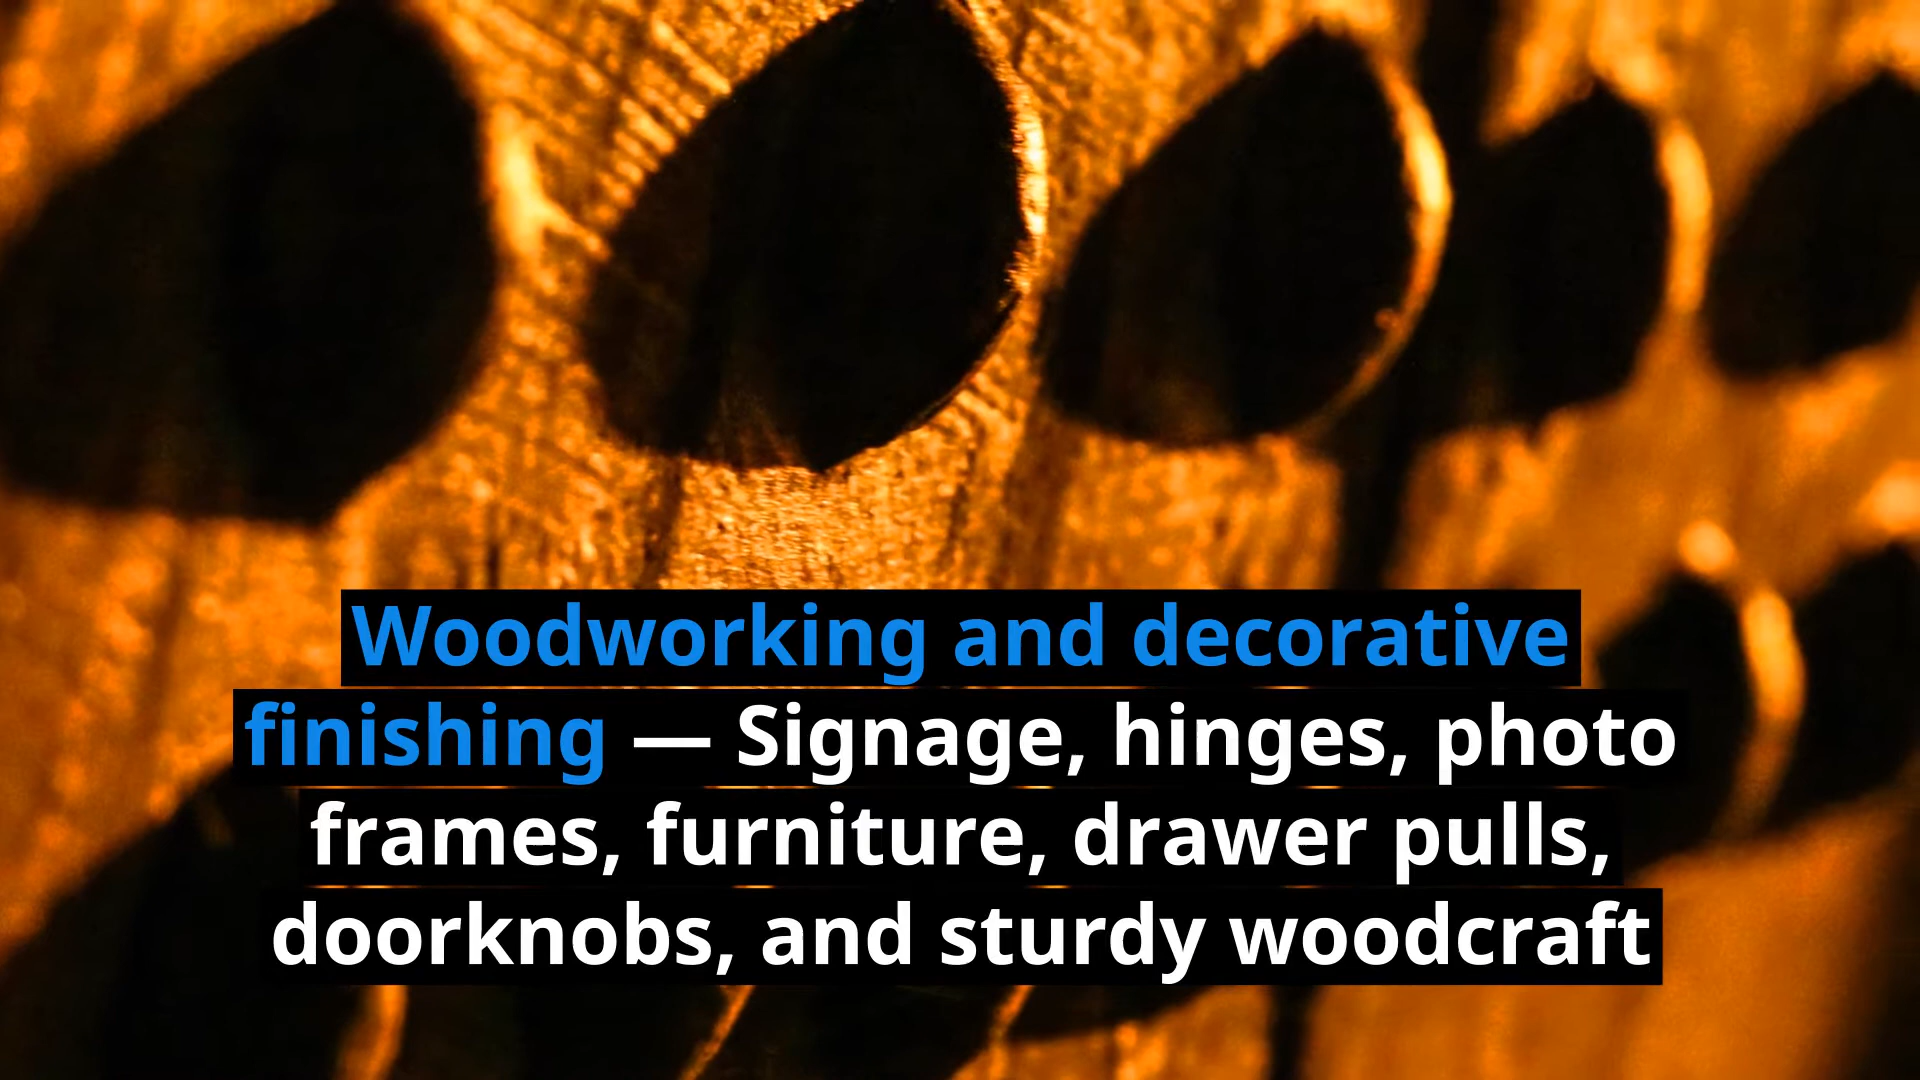 Woodworking and decorative
finishing — Signage, hinges, photo
frames, furniture, drawer pulls,
doorknobs, and sturdy woodcraft